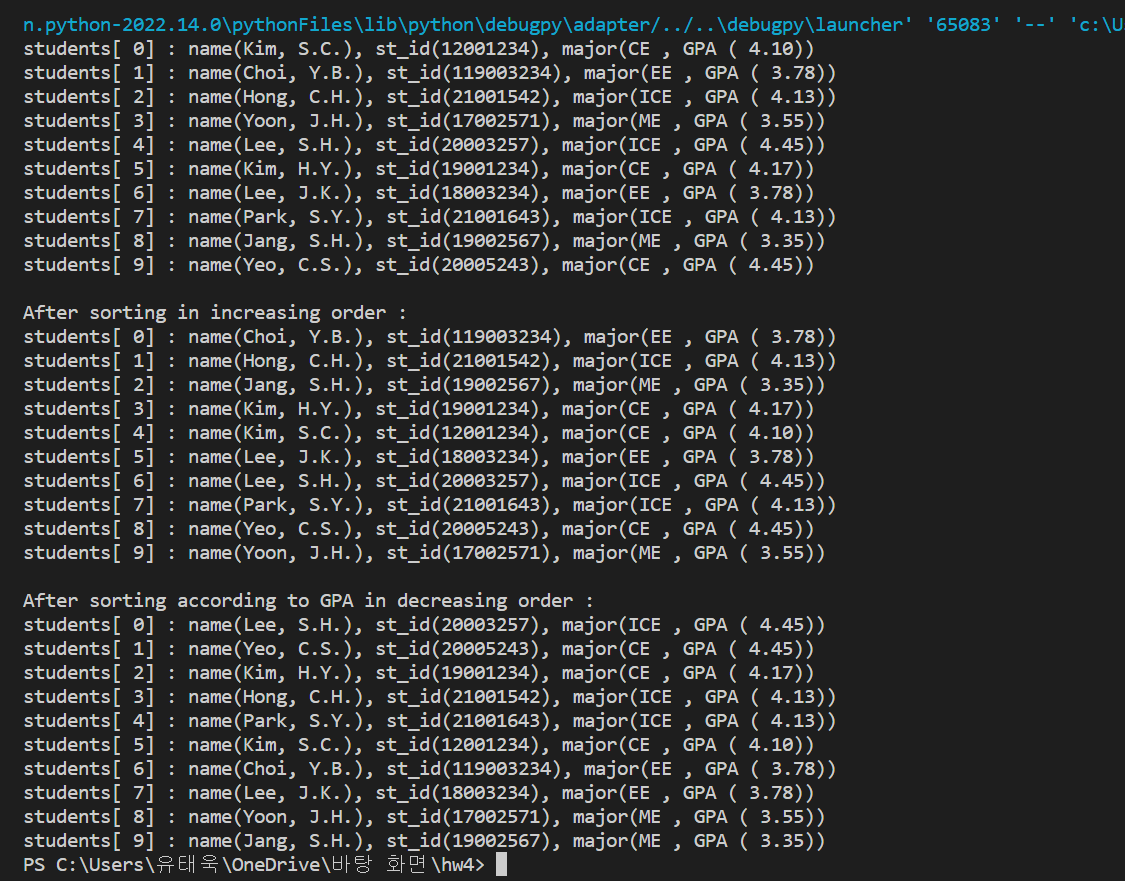 n.python-2022.14.0\pythonFiles\lib\python\debugpy\adapter/../..\debugpy\launcher' '65083' '--' 'c:\U
students[ 0] : name(Kim, S.C.), st_id(12001234), major(CE , GPA ( 4.10))
students[ 1] : name(Choi, Y.B.), st_id(119003234), major(EE , GPA ( 3.78))
students[ 2] : name(Hong, C.H.), st_id(21001542), major(ICE , GPA ( 4.13))
students[ 3] : name(Yoon, J.H.), st_id(17002571), major(ME , GPA ( 3.55))
students[ 4] : name(Lee, S.H.), st_id(20003257), major(ICE , GPA ( 4.45))
students[ 5] : name(Kim, H.Y.), st_id(19001234), major(CE , GPA ( 4.17))
students[ 6] : name(Lee, J.K.), st_id(18003234), major(EE , GPA ( 3.78))
students[ 7] : name(Park, S.Y.), st_id(21001643), major(ICE , GPA ( 4.13))
students[ 8] : name(Jang, S.H.), st_id(19002567), major(ME , GPA ( 3.35))
students[ 9] : name(Yeo, C.S.), st_id(20005243), major(CE , GPA ( 4.45))

After sorting in increasing order :
students[ 0] : name(Choi, Y.B.), st_id(119003234), major(EE , GPA ( 3.78))
students[ 1] : name(Hong, C.H.), st_id(21001542), major(ICE , GPA ( 4.13))
students[ 2] : name(Jang, S.H.), st_id(19002567), major(ME , GPA ( 3.35))
students[ 3] : name(Kim, H.Y.), st_id(19001234), major(CE , GPA ( 4.17))
students[ 4] : name(Kim, S.C.), st_id(12001234), major(CE , GPA ( 4.10))
students[ 5] : name(Lee, J.K.), st_id(18003234), major(EE , GPA ( 3.78))
students[ 6] : name(Lee, S.H.), st_id(20003257), major(ICE , GPA ( 4.45))
students[ 7] : name(Park, S.Y.), st_id(21001643), major(ICE , GPA ( 4.13))
students[ 8] : name(Yeo, C.S.), st_id(20005243), major(CE , GPA ( 4.45))
students[ 9] : name(Yoon, J.H.), st_id(17002571), major(ME , GPA ( 3.55))

After sorting according to GPA in decreasing order :
students[ 0] : name(Lee, S.H.), st_id(20003257), major(ICE , GPA ( 4.45))
students[ 1] : name(Yeo, C.S.), st_id(20005243), major(CE , GPA ( 4.45))
students[ 2] : name(Kim, H.Y.), st_id(19001234), major(CE , GPA ( 4.17))
students[ 3] : name(Hong, C.H.), st_id(21001542), major(ICE , GPA ( 4.13))
students[ 4] : name(Park, S.Y.), st_id(21001643), major(ICE , GPA ( 4.13))
students[ 5] : name(Kim, S.C.), st_id(12001234), major(CE , GPA ( 4.10))
students[ 6] : name(Choi, Y.B.), st_id(119003234), major(EE , GPA ( 3.78))
students[ 7] : name(Lee, J.K.), st_id(18003234), major(EE , GPA ( 3.78))
students[ 8] : name(Yoon, J.H.), st_id(17002571), major(ME , GPA ( 3.55))
students[ 9] : name(Jang, S.H.), st_id(19002567), major(ME , GPA ( 3.35))
PS C:\Users\유태욱\OneDrive\바탕 화면\hw4>